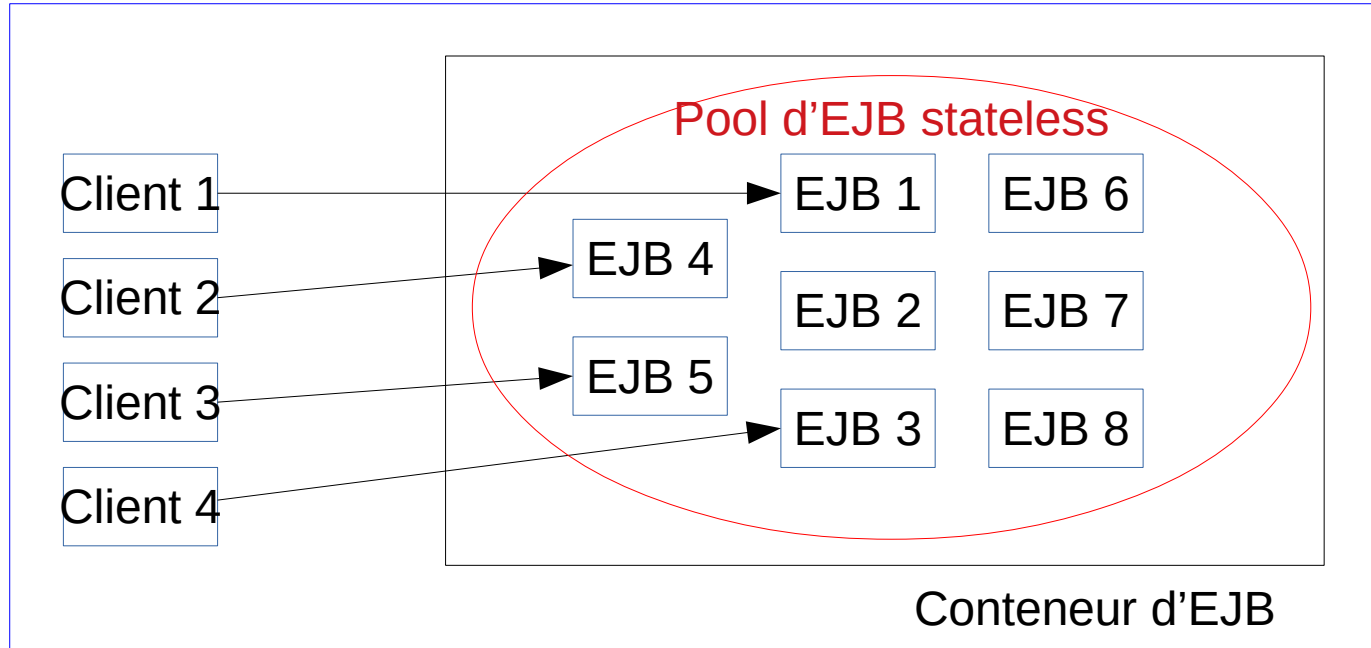 Pool d’EJB stateless
Client 1
EJB 1
EJB 6
Client 2
EJB 4
EJB 2
EJB 7
Client 3
EJB 5
EJB 3
EJB 8
Client 4
Conteneur d’EJB